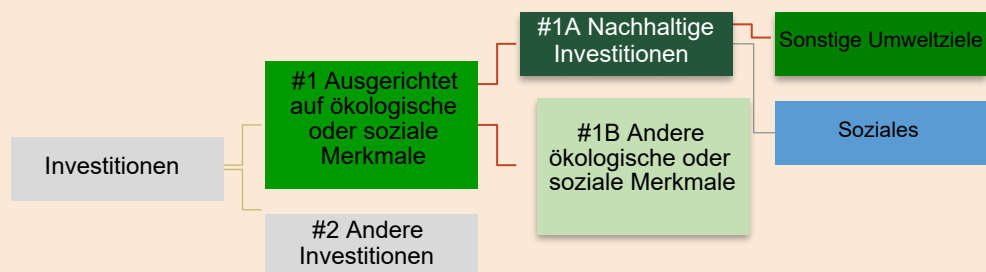 Investitionen
#1 Ausgerichtet
auf ökologische
oder soziale
Merkmale
#2 Andere
Investitionen
#1A Nachhaltige
Investitionen
#1B Andere
ökologische oder
soziale Merkmale
Sonstige Umweltziele
Soziales